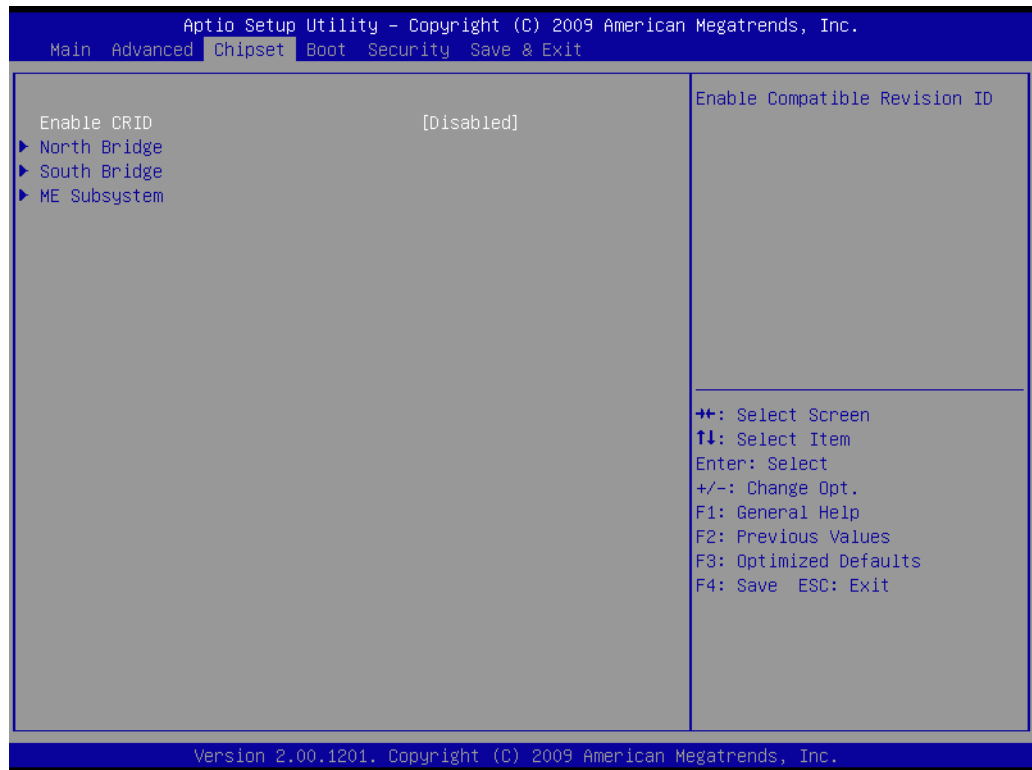 Aptio Setup Utility – Copyright (C) 2009 American Megatrends, Inc.
Main Advanced Chipset Boot Security Save & Exit
Enable CRID [Disabled]
► North Bridge
► South Bridge
► ME Subsystem
Enable Compatible Revision ID
→←: Select Screen
↑↓: Select Item
Enter: Select
+/-: Change Opt.
F1: General Help
F2: Previous Values
F3: Optimized Defaults
F4: Save ESC: Exit
Version 2.00.1201. Copyright (C) 2009 American Megatrends, Inc.